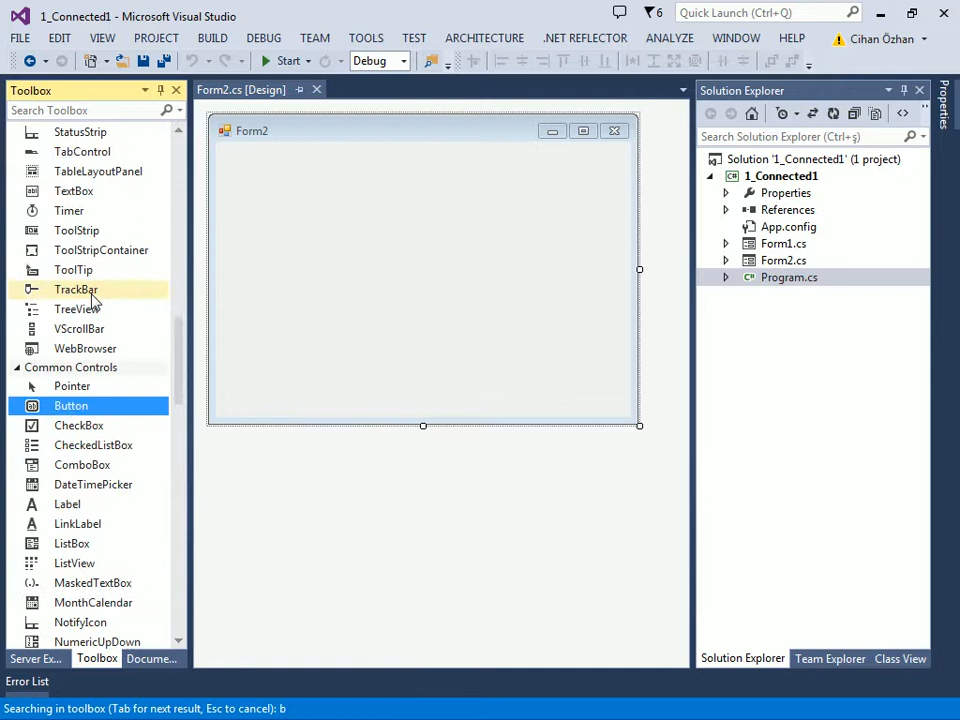 1_Connected1 - Microsoft Visual Studio
6
Quick Launch (Ctrl+Q)
FILE EDIT VIEW PROJECT BUILD DEBUG TEAM TOOLS TEST ARCHITECTURE .NET REFLECTOR ANALYZE WINDOW HELP Cihan Özhan
Start Debug
Toolbox
Search Toolbox
StatusStrip
TabControl
TableLayoutPanel
TextBox
Timer
ToolStrip
ToolStripContainer
ToolTip
TrackBar
TreeView
VScrollBar
WebBrowser
Common Controls
Pointer
Button
CheckBox
CheckedListBox
ComboBox
DateTimePicker
Label
LinkLabel
ListBox
ListView
MaskedTextBox
MonthCalendar
NotifyIcon
NumericUpDown
Server Ex... Toolbox Docume...
Form2.cs [Design]
Form2
Solution Explorer
Search Solution Explorer (Ctrl+ş)
Solution '1_Connected1' (1 project)
1_Connected1
Properties
References
App.config
Form1.cs
Form2.cs
Program.cs
Solution Explorer Team Explorer Class View
Properties
Error List
Searching in toolbox (Tab for next result, Esc to cancel): b